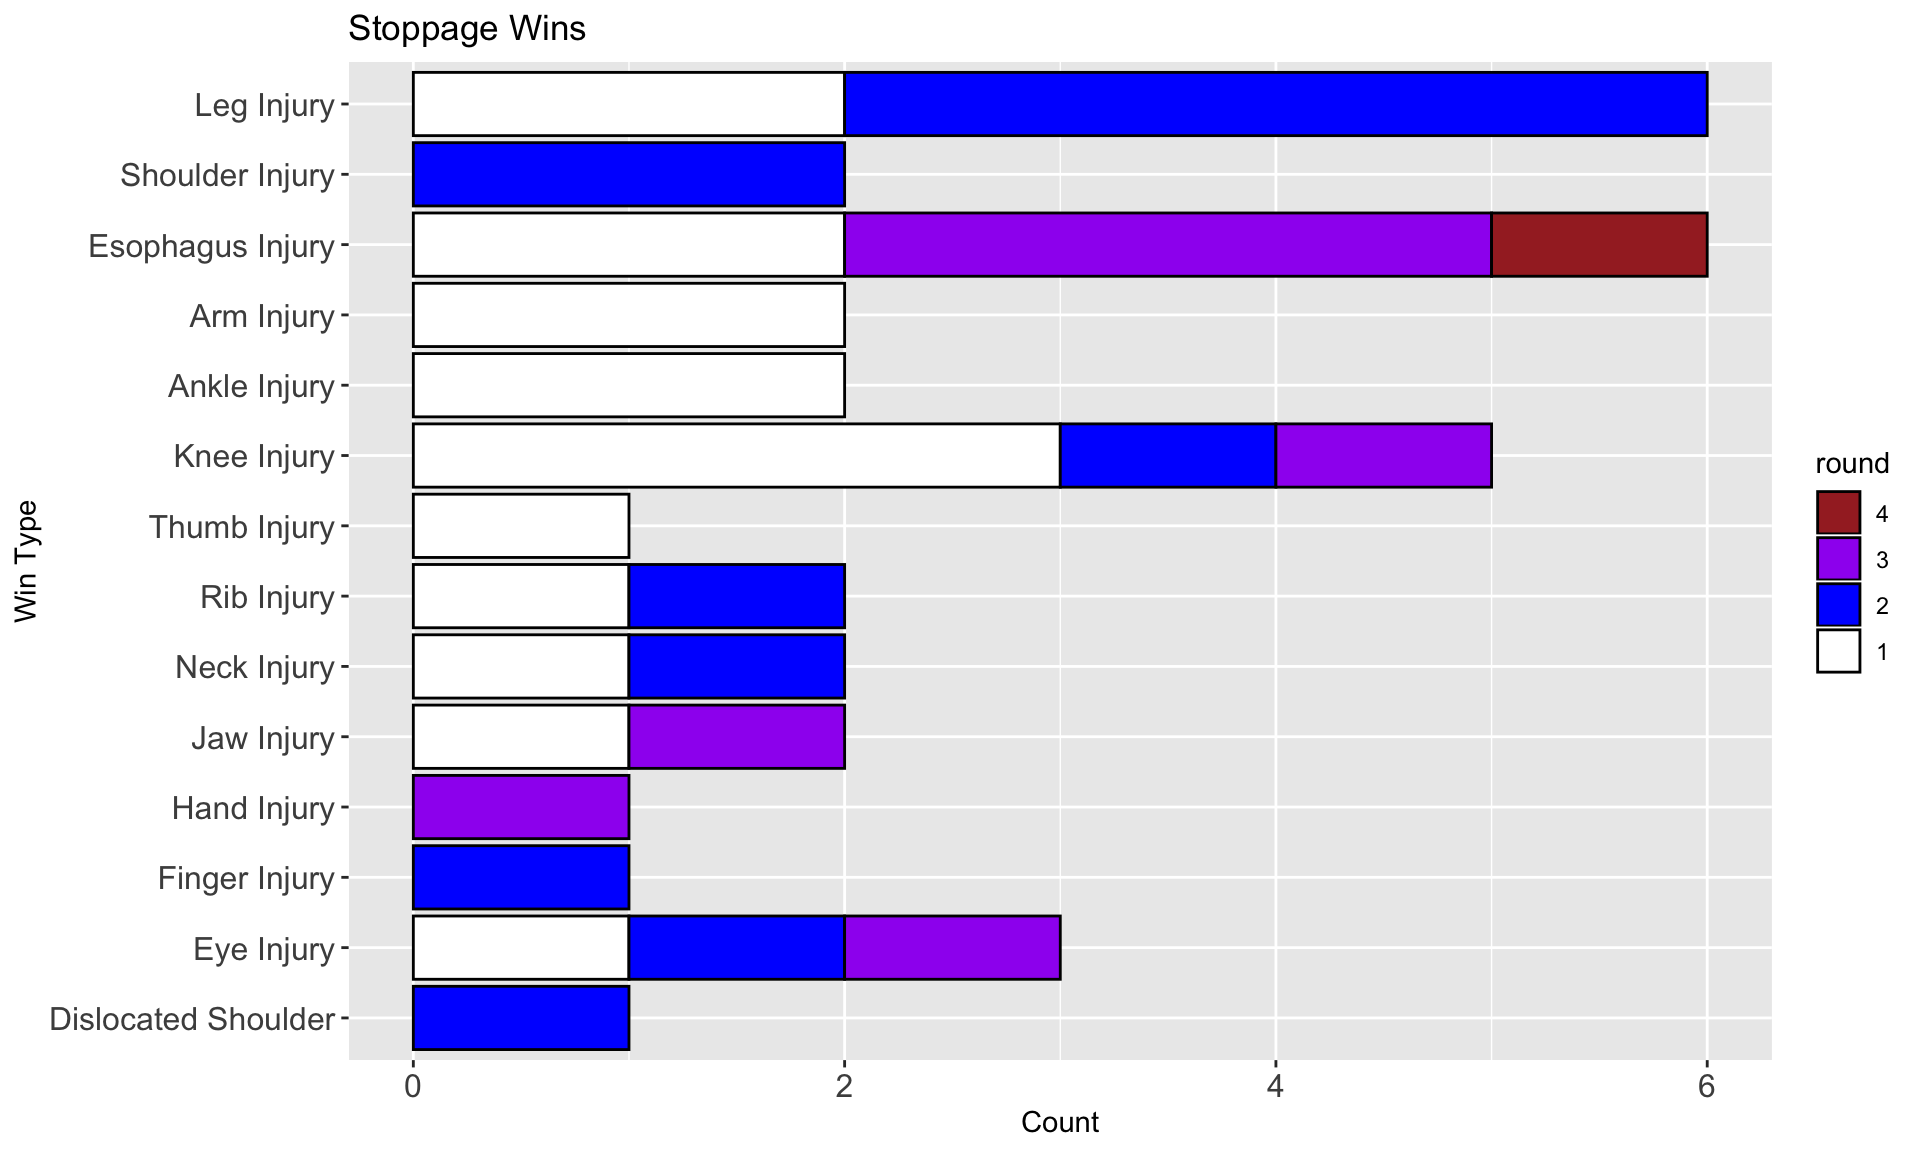 Stoppage Wins
Win Type
Leg Injury
Shoulder Injury
Esophagus Injury
Arm Injury
Ankle Injury
Knee Injury
Thumb Injury
Rib Injury
Neck Injury
Jaw Injury
Hand Injury
Finger Injury
Eye Injury
Dislocated Shoulder
0 2 4 6
Count
round
4
3
2
1